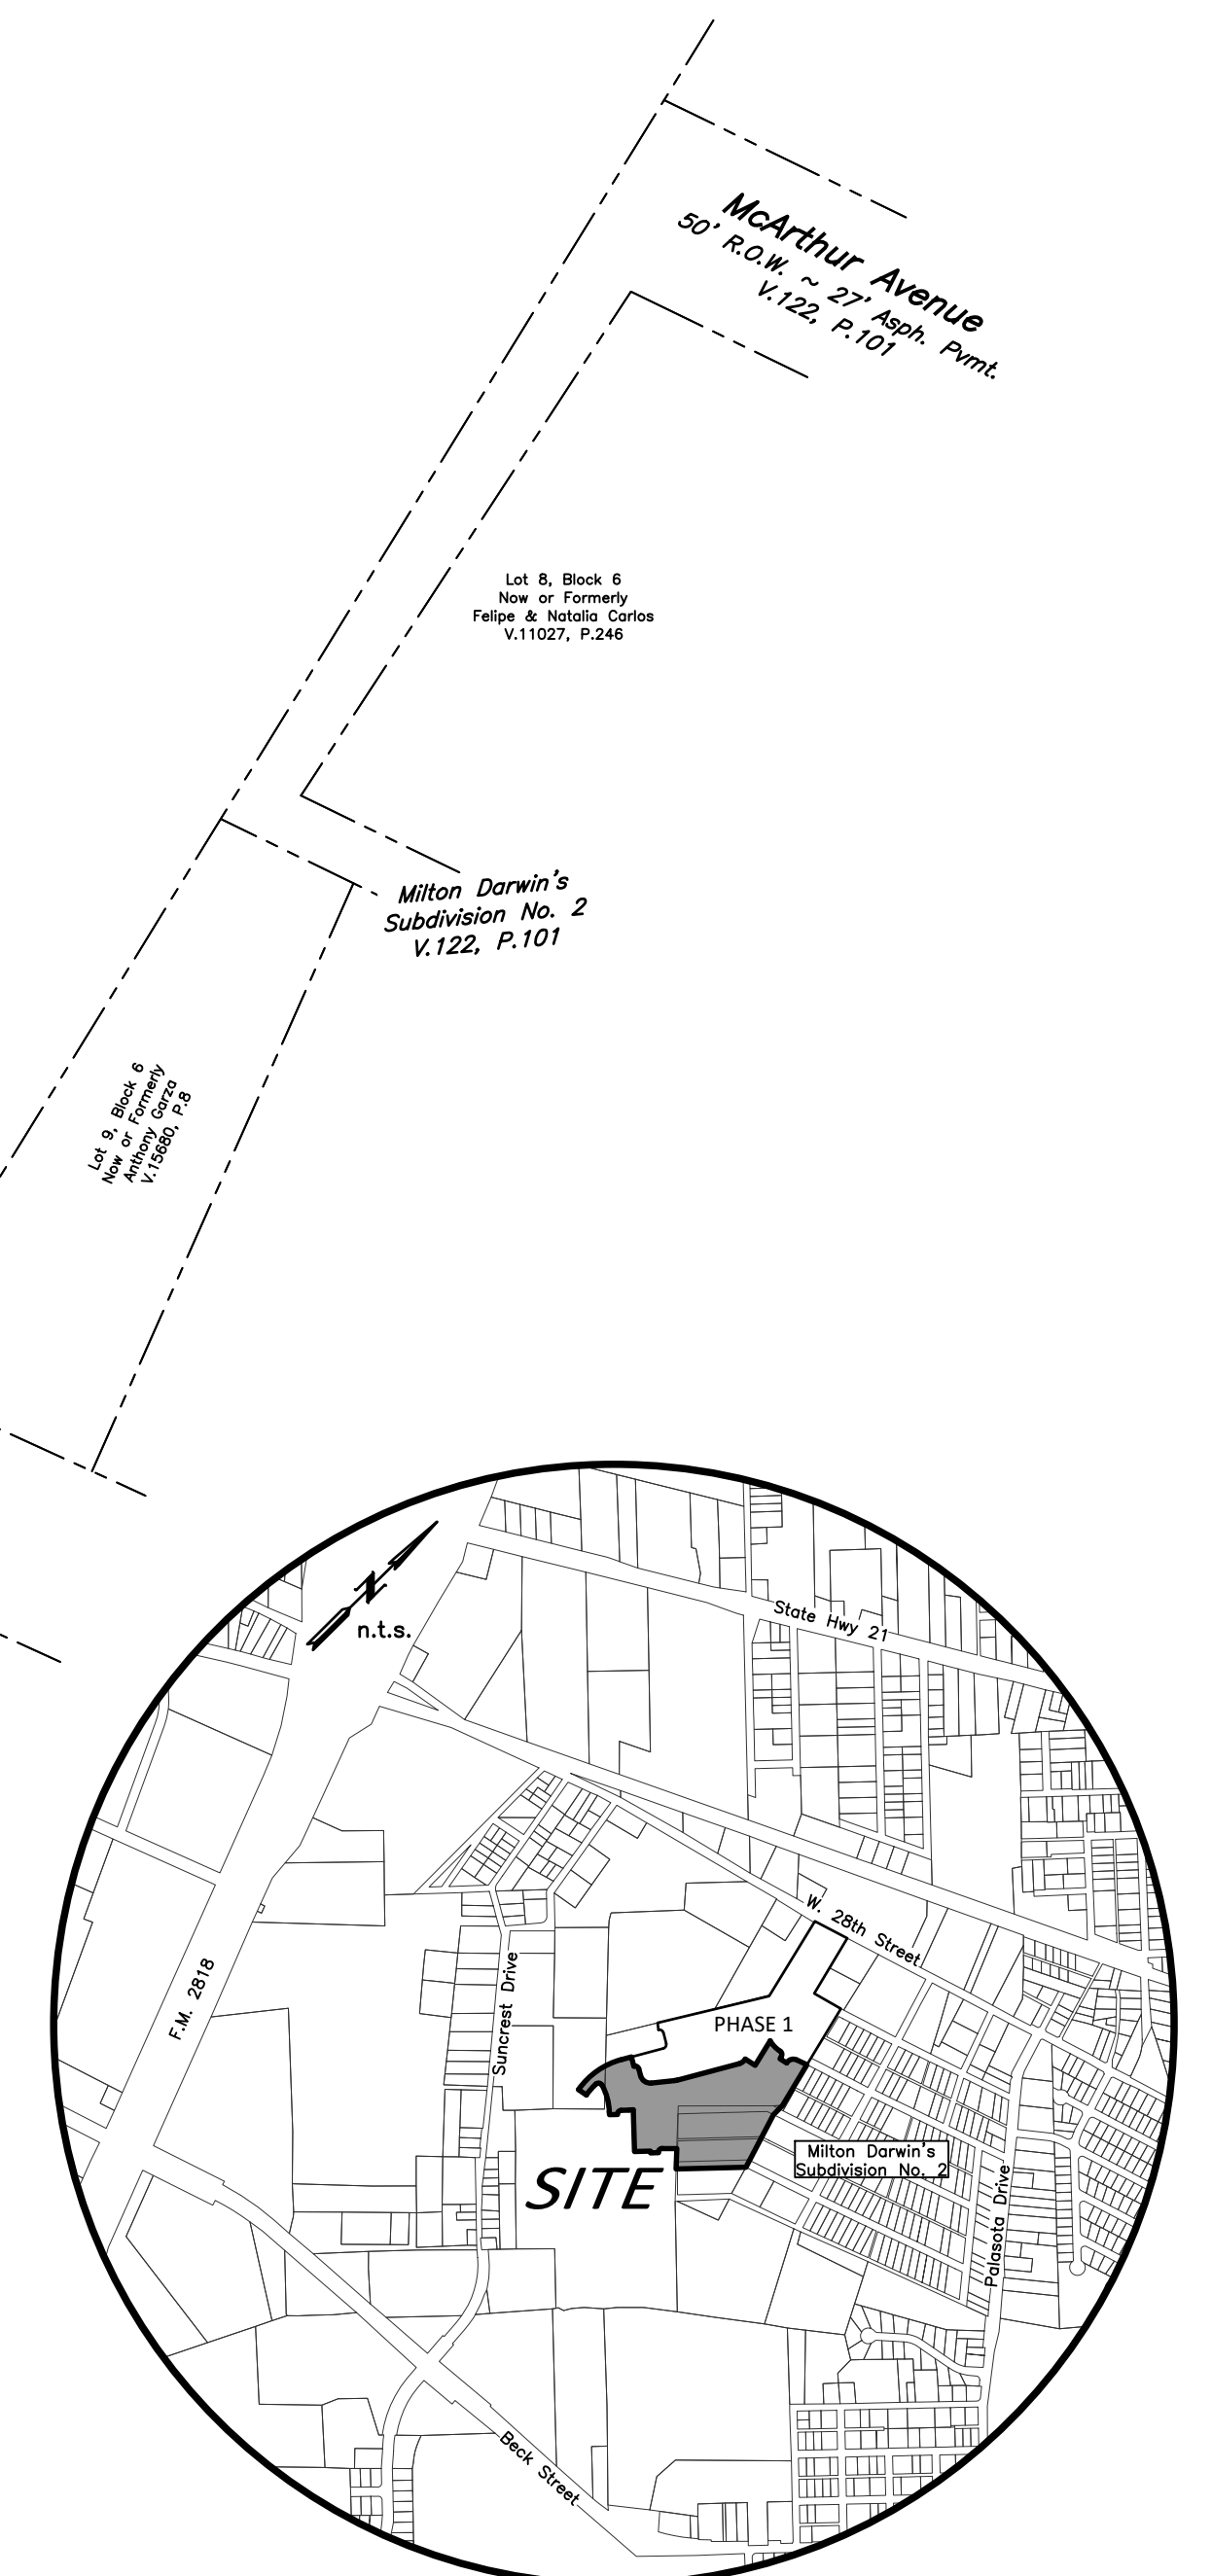 McArthur Avenue
50' R.O.W. ~ 27' Asph. Pvmt.
V.122, P.101
Lot 8, Block 6
Now or Formerly
Felipe & Natalia Carlos
V.11027, P.246
Milton Darwin's
Subdivision No. 2
V.122, P.101
Lot 9, Block 6
Now or Formerly
Anthony Garza
V.15680, P.8
N
n.t.s.
State Hwy 21
W. 28th Street
F.M. 2818
Suncrest Drive
PHASE 1
Milton Darwin's
Subdivision No. 2
SITE
Palasota Drive
Beck Street